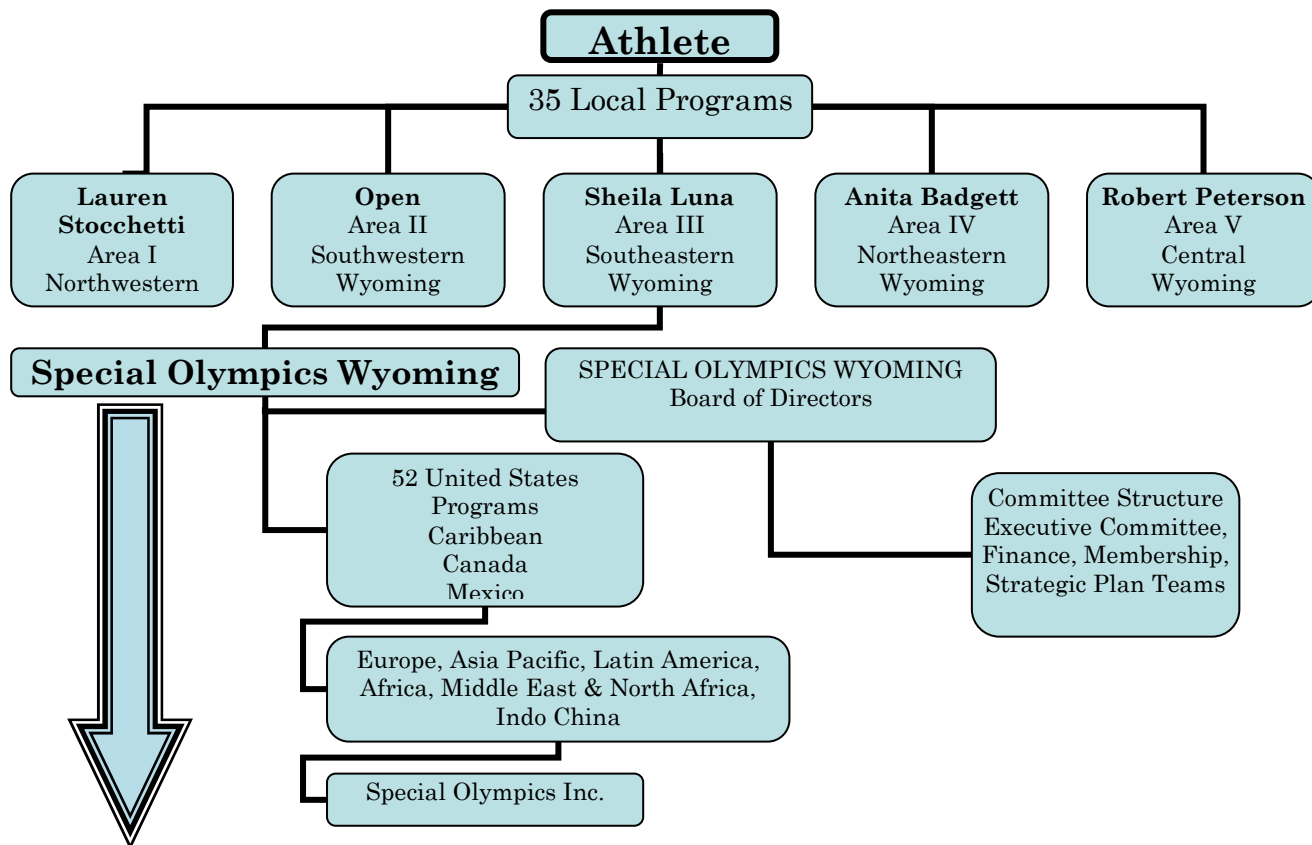 Athlete
35 Local Programs
Lauren
Stocchetti
Area I
Northwestern
Open
Area II
Southwestern
Wyoming
Sheila Luna
Area III
Southeastern
Wyoming
Anita Badgett
Area IV
Northeastern
Wyoming
Robert Peterson
Area V
Central
Wyoming
Special Olympics Wyoming
SPECIAL OLYMPICS WYOMING
Board of Directors
52 United States
Programs
Caribbean
Canada
Mexico
Committee Structure
Executive Committee,
Finance, Membership,
Strategic Plan Teams
Europe, Asia Pacific, Latin America,
Africa, Middle East & North Africa,
Indo China
Special Olympics Inc.